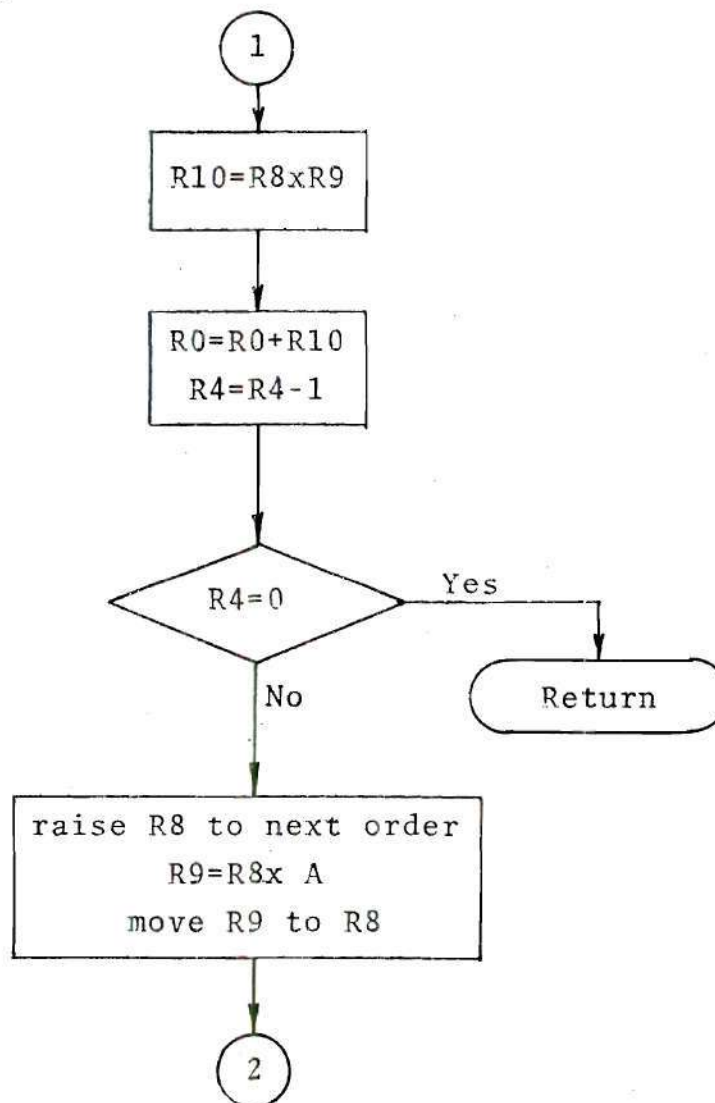 1
R10=R8xR9
R0=R0+R10
R4=R4-1
R4=0
Yes
Return
No
raise R8 to next order
R9=R8x A
move R9 to R8
2